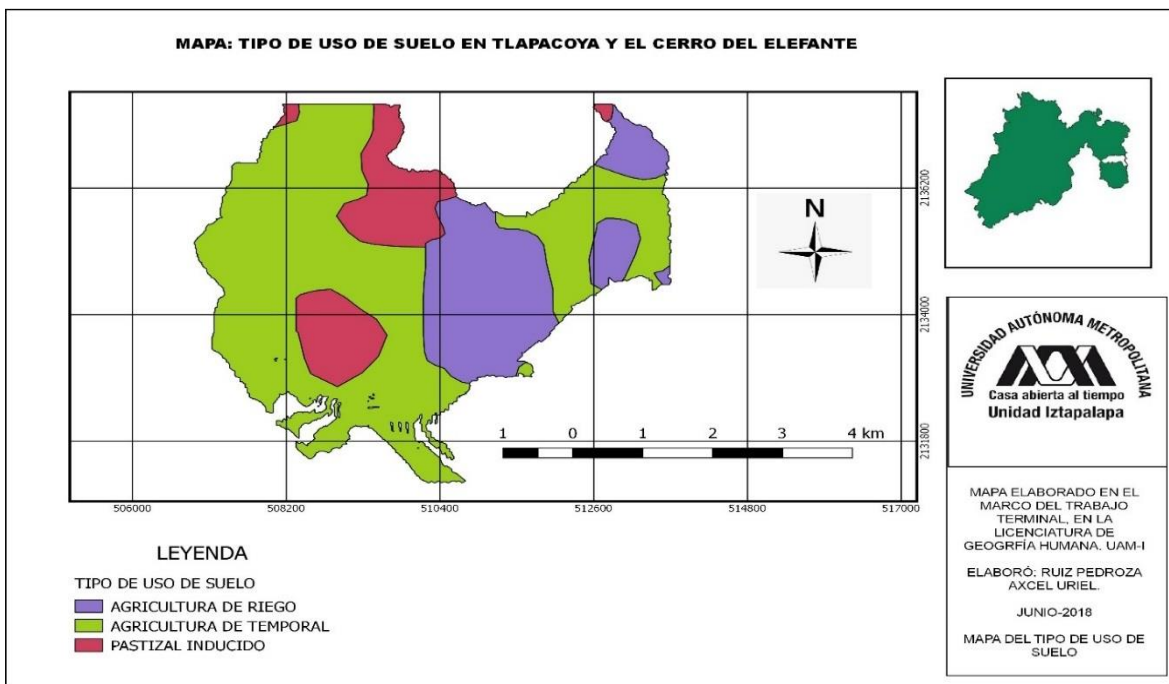 MAPA: TIPO DE USO DE SUELO EN TLAPACOYA Y EL CERRO DEL ELEFANTE
2136200
2134000
2131800
N
1 0 1 2 3 4 km
506000 508200 510400 512600 514800 517000
LEYENDA
TIPO DE USO DE SUELO
AGRICULTURA DE RIEGO
AGRICULTURA DE TEMPORAL
PASTIZAL INDUCIDO
UNIVERSIDAD AUTÓNOMA METROPOLITANA
Casa abierta al tiempo
Unidad Iztapalapa
MAPA ELABORADO EN EL
MARCO DEL TRABAJO
TERMINAL, EN LA
LICENCIATURA DE
GEOGRFÍA HUMANA. UAM-I
ELABORÓ: RUIZ PEDROZA
AXCEL URIEL.
JUNIO-2018
MAPA DEL TIPO DE USO DE
SUELO